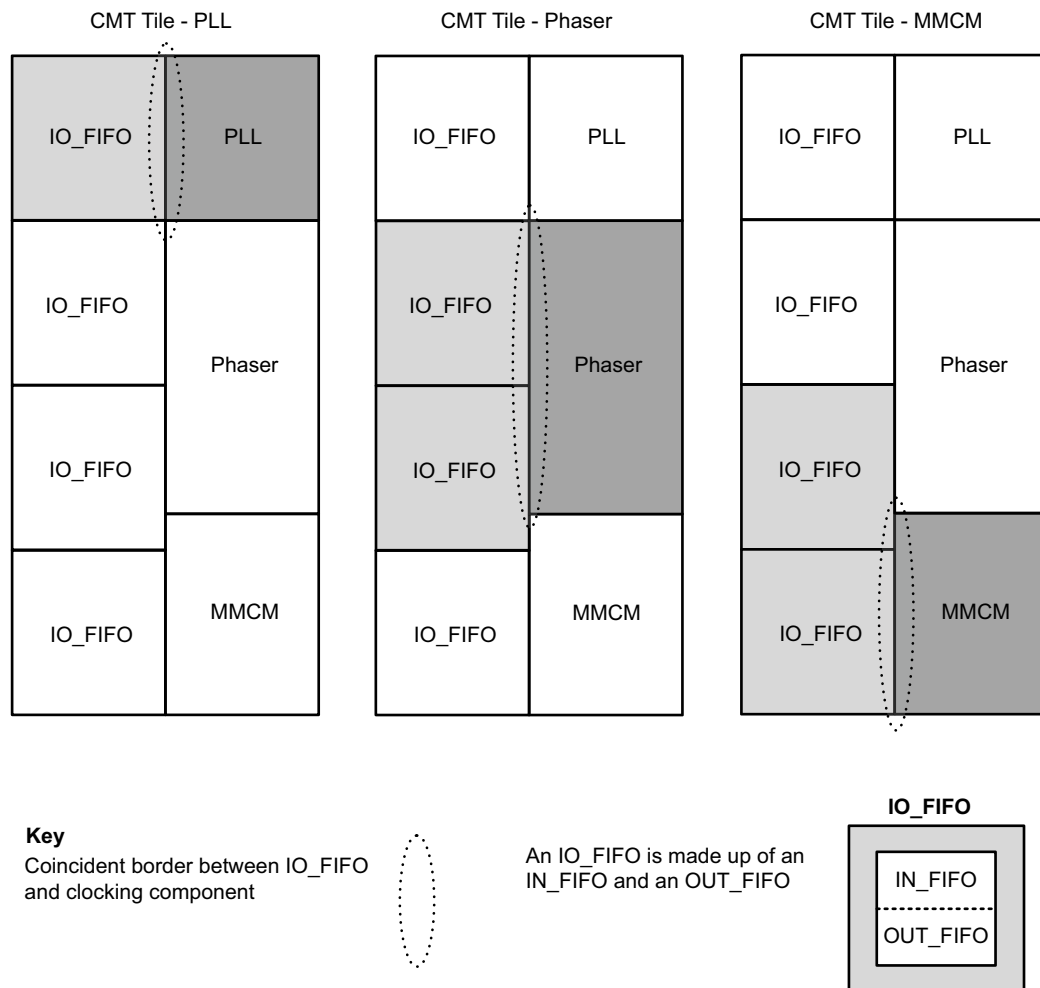 CMT Tile - PLL
CMT Tile - Phaser
CMT Tile - MMCM
IO_FIFO
PLL
IO_FIFO
Phaser
IO_FIFO
MMCM
IO_FIFO
IO_FIFO
PLL
IO_FIFO
Phaser
IO_FIFO
MMCM
IO_FIFO
IO_FIFO
PLL
IO_FIFO
Phaser
IO_FIFO
MMCM
IO_FIFO
Key
Coincident border between IO_FIFO
and clocking component
An IO_FIFO is made up of an
IN_FIFO and an OUT_FIFO
IO_FIFO
IN_FIFO
OUT_FIFO